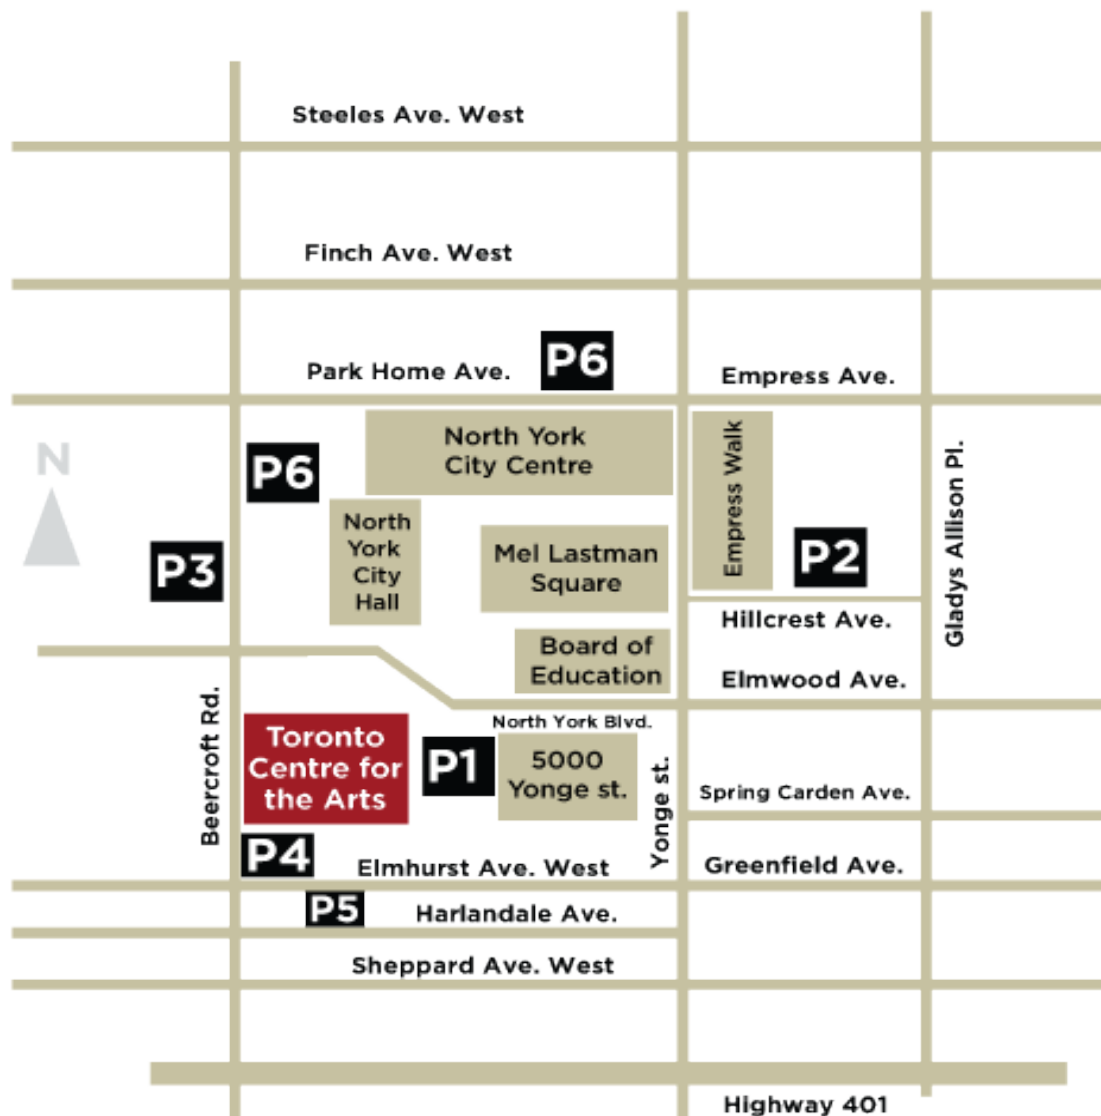 Steeles Ave. West
Finch Ave. West
P6
Park Home Ave.
Empress Ave.
N
P6
North York
City Centre
Empress Walk
Gladys Allison Pl.
P3
North
York
City
Hall
Mel Lastman
Square
P2
Hillcrest Ave.
Board of
Education
Elmwood Ave.
Beercroft Rd.
North York Blvd.
Toronto
Centre for
the Arts
P1
5000
Yonge st.
Yonge st.
Spring Carden Ave.
P4
Elmhurst Ave. West
Greenfield Ave.
P5
Harlandale Ave.
Sheppard Ave. West
Highway 401